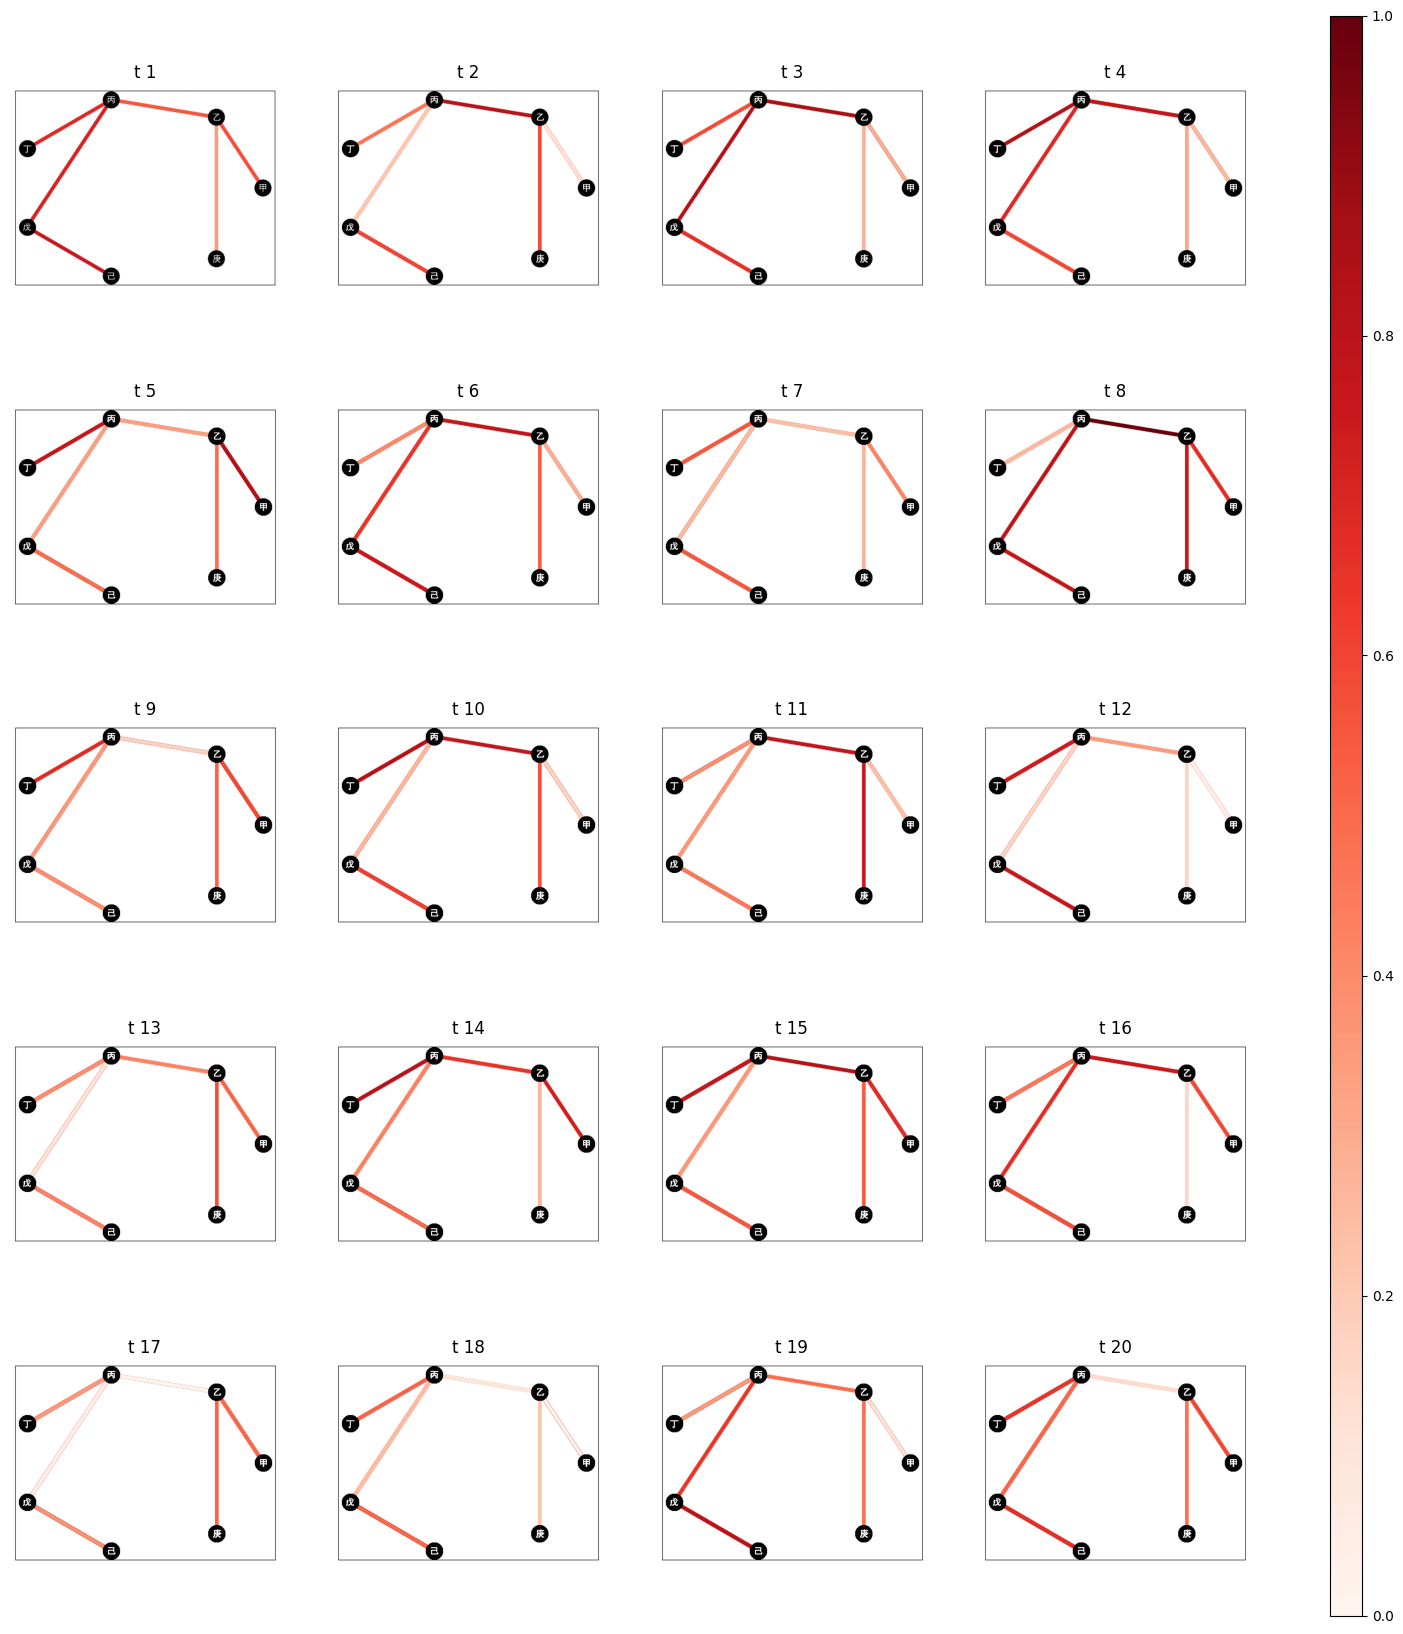 t 1
丙
乙
丁
甲
戊
庚
己
t 2
丙
乙
丁
甲
戊
庚
己
t 3
丙
乙
丁
甲
戊
庚
己
t 4
丙
乙
丁
甲
戊
庚
己
t 5
丙
乙
丁
甲
戊
庚
己
t 6
丙
乙
丁
甲
戊
庚
己
t 7
丙
乙
丁
甲
戊
庚
己
t 8
丙
乙
丁
甲
戊
庚
己
t 9
丙
乙
丁
甲
戊
庚
己
t 10
丙
乙
丁
甲
戊
庚
己
t 11
丙
乙
丁
甲
戊
庚
己
t 12
丙
乙
丁
甲
戊
庚
己
t 13
丙
乙
丁
甲
戊
庚
己
t 14
丙
乙
丁
甲
戊
庚
己
t 15
丙
乙
丁
甲
戊
庚
己
t 16
丙
乙
丁
甲
戊
庚
己
t 17
丙
乙
丁
甲
戊
庚
己
t 18
丙
乙
丁
甲
戊
庚
己
t 19
丙
乙
丁
甲
戊
庚
己
t 20
丙
乙
丁
甲
戊
庚
己
1.0
0.8
0.6
0.4
0.2
0.0